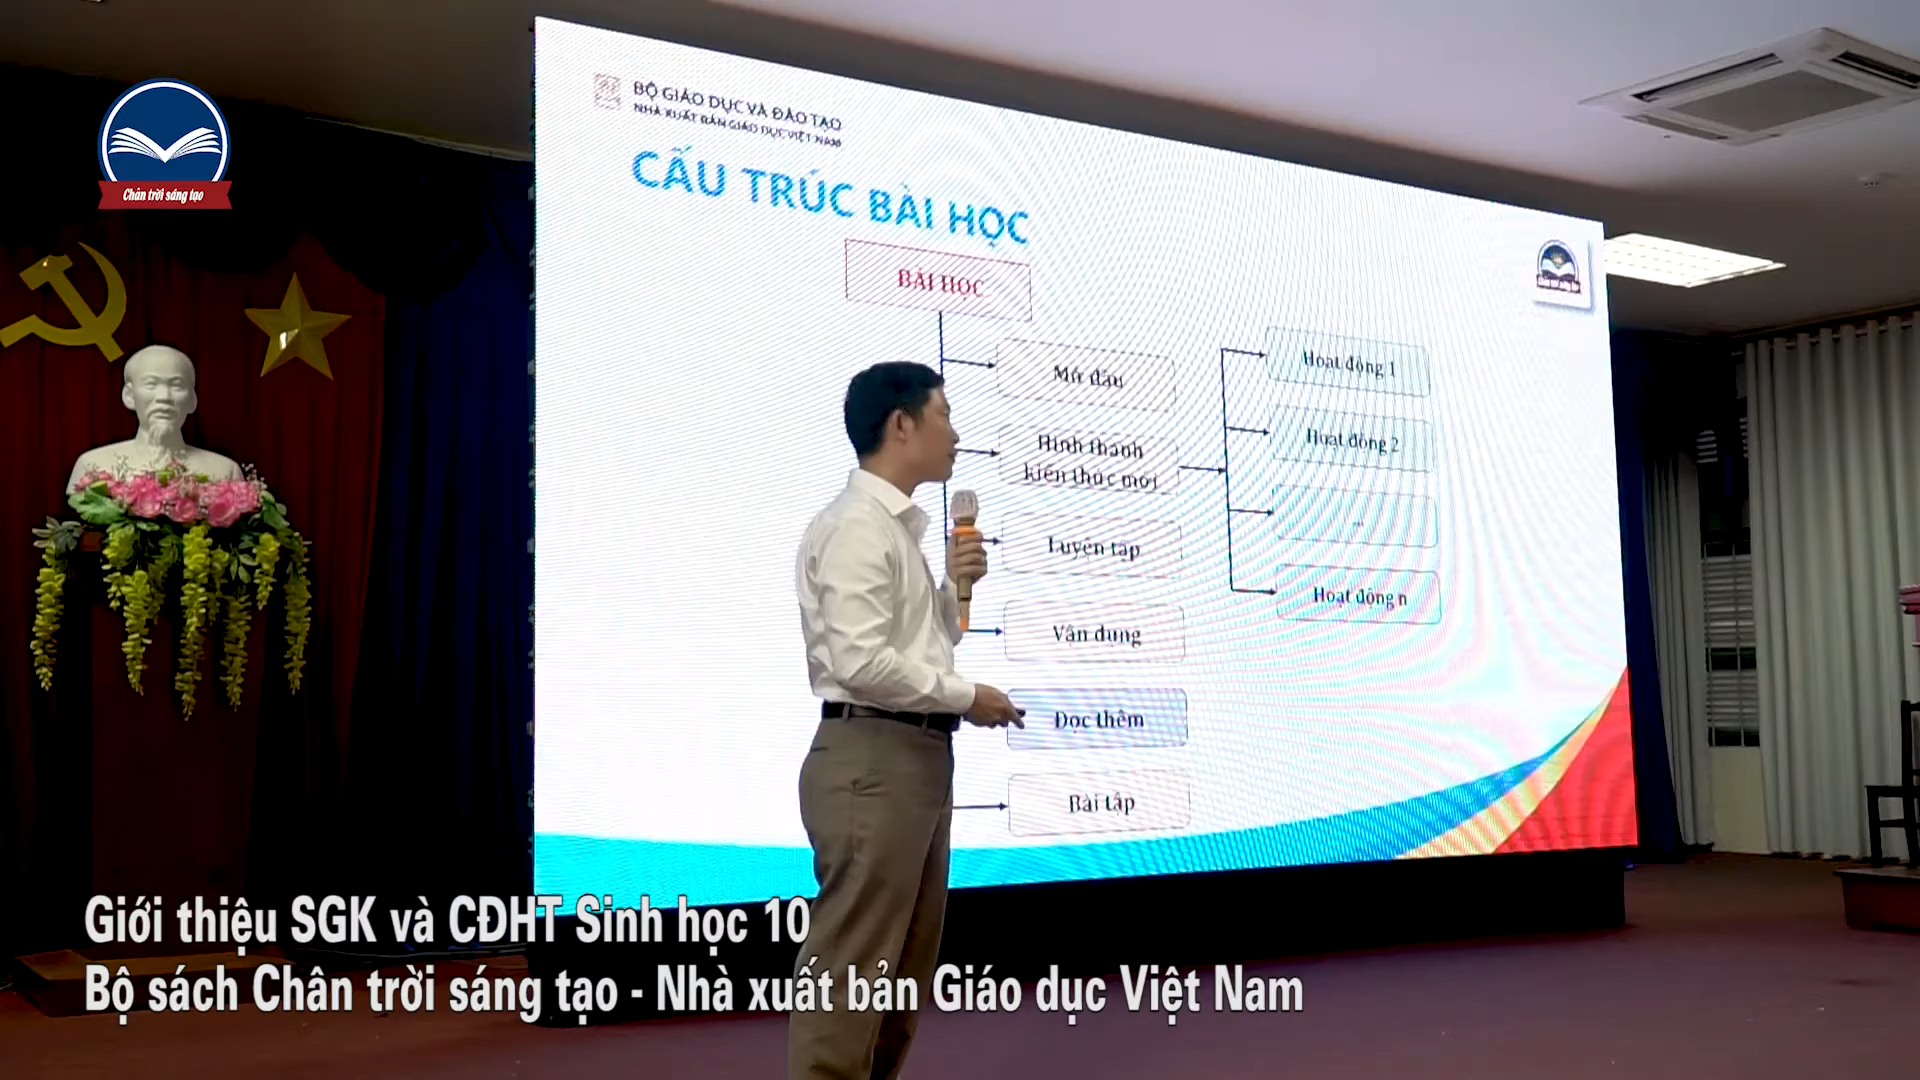 Chân trời sáng tạo
BỘ GIÁO DỤC VÀ ĐÀO TẠO
NHÀ XUẤT BẢN GIÁO DỤC VIỆT NAM
CẤU TRÚC BÀI HỌC
BÀI HỌC
Mở đầu
Hình thành
kiến thức mới
Luyện tập
Vận dụng
Đọc thêm
Bài tập
Hoạt động 1
Hoạt động 2
...
Hoạt động n
Giới thiệu SGK và CĐHT Sinh học 10
Bộ sách Chân trời sáng tạo - Nhà xuất bản Giáo dục Việt Nam